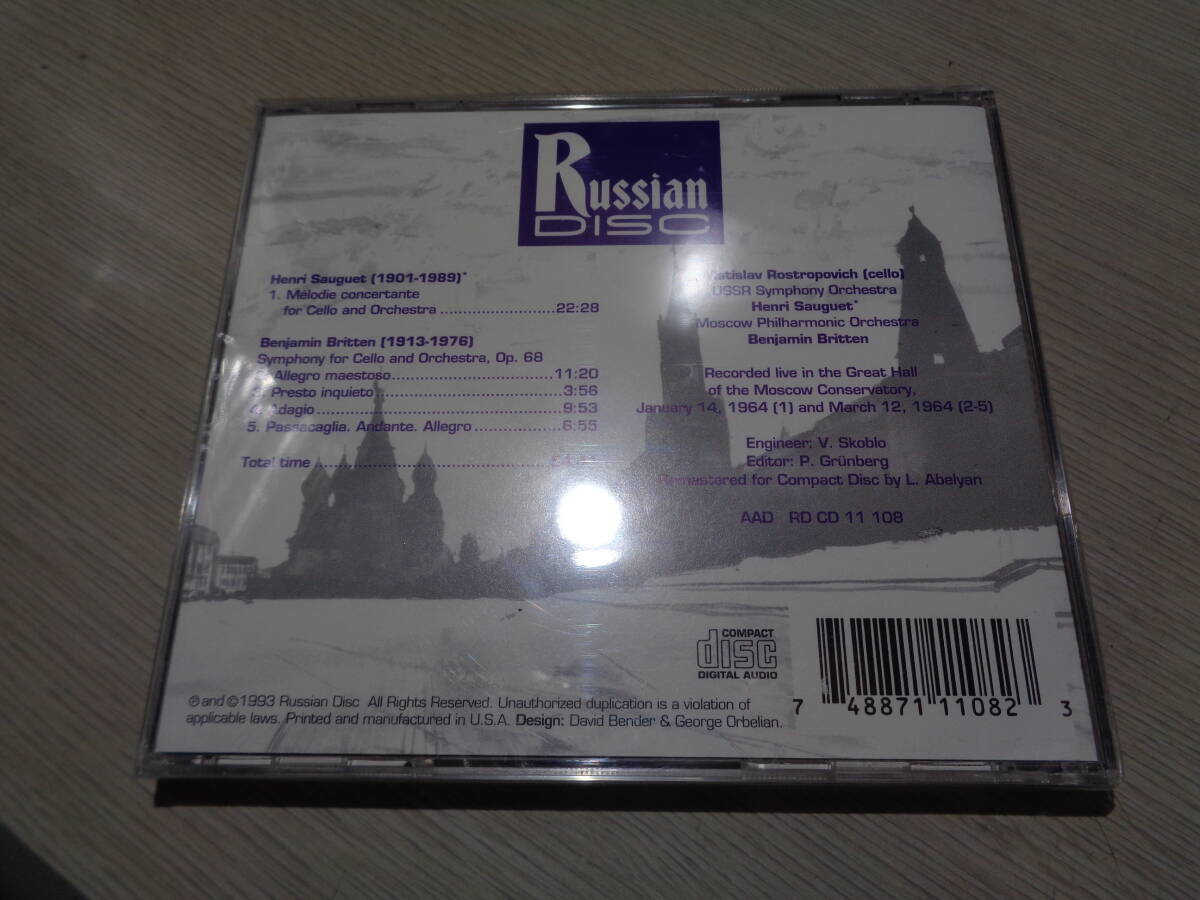 Russian
DISC
Henri Sauguet (1901-1989)*
1. Mélodie concertante
for Cello and Orchestra 22:28
Benjamin Britten (1913-1976)
Symphony for Cello and Orchestra, Op. 68
Allegro maestoso 11:20
3. Presto inquieto 3:56
4. Adagio 9:53
5. Passacaglia. Andante. Allegro 6:55
Total time
Rostropovich (cello)
USSR Symphony Orchestra
Henri Sauguet*
Moscow Philharmonic Orchestra
Benjamin Britten
Recorded live in the Great Hall
of the Moscow Conservatory,
January 14, 1964 (1) and March 12, 1964 (2-5)
Engineer: V. Skoblo
Editor: P. Grünberg
Remastered for Compact Disc by L. Abelyan
AAD RD CD 11 108
COMPACT
disc
DIGITAL AUDIO
℗ and © 1993 Russian Disc All Rights Reserved. Unauthorized duplication is a violation of
applicable laws. Printed and manufactured in U.S.A. Design: David Bender & George Orbelian.
7 48871 11082 3